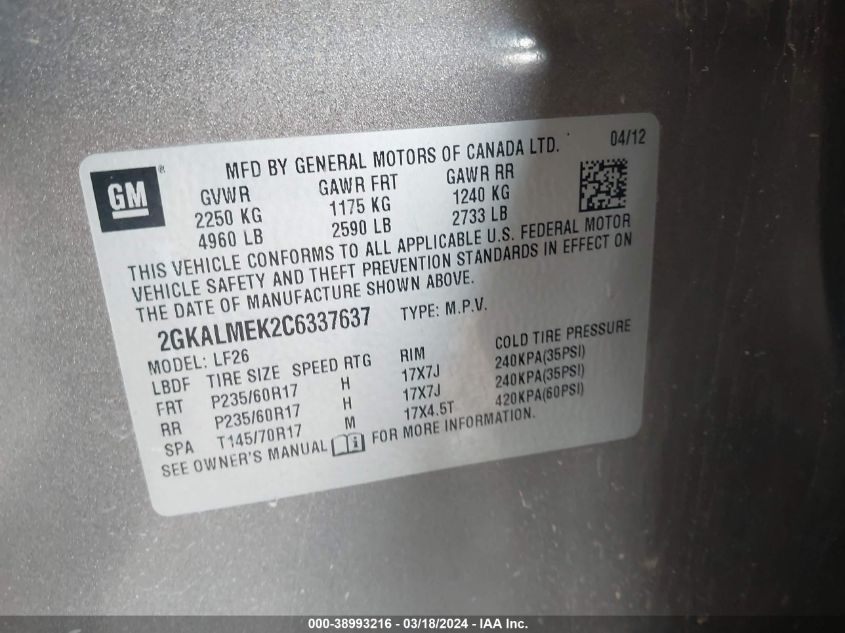 GM®
MFD BY GENERAL MOTORS OF CANADA LTD. 04/12
GVWR GAWR FRT GAWR RR
2250 KG 1175 KG 1240 KG
4960 LB 2590 LB 2733 LB
THIS VEHICLE CONFORMS TO ALL APPLICABLE U.S. FEDERAL MOTOR
VEHICLE SAFETY AND THEFT PREVENTION STANDARDS IN EFFECT ON
THE DATE OF MANUFACTURE SHOWN ABOVE.
2GKALMEK2C6337637 TYPE: M.P.V.
MODEL: LF26
LBDF TIRE SIZE SPEED RTG RIM COLD TIRE PRESSURE
FRT P235/60R17 H 17X7J 240KPA(35PSI)
RR P235/60R17 H 17X7J 240KPA(35PSI)
SPA T145/70R17 M 17X4.5T 420KPA(60PSI)
SEE OWNER'S MANUAL FOR MORE INFORMATION.
000-38993216 - 03/18/2024 - IAA Inc.